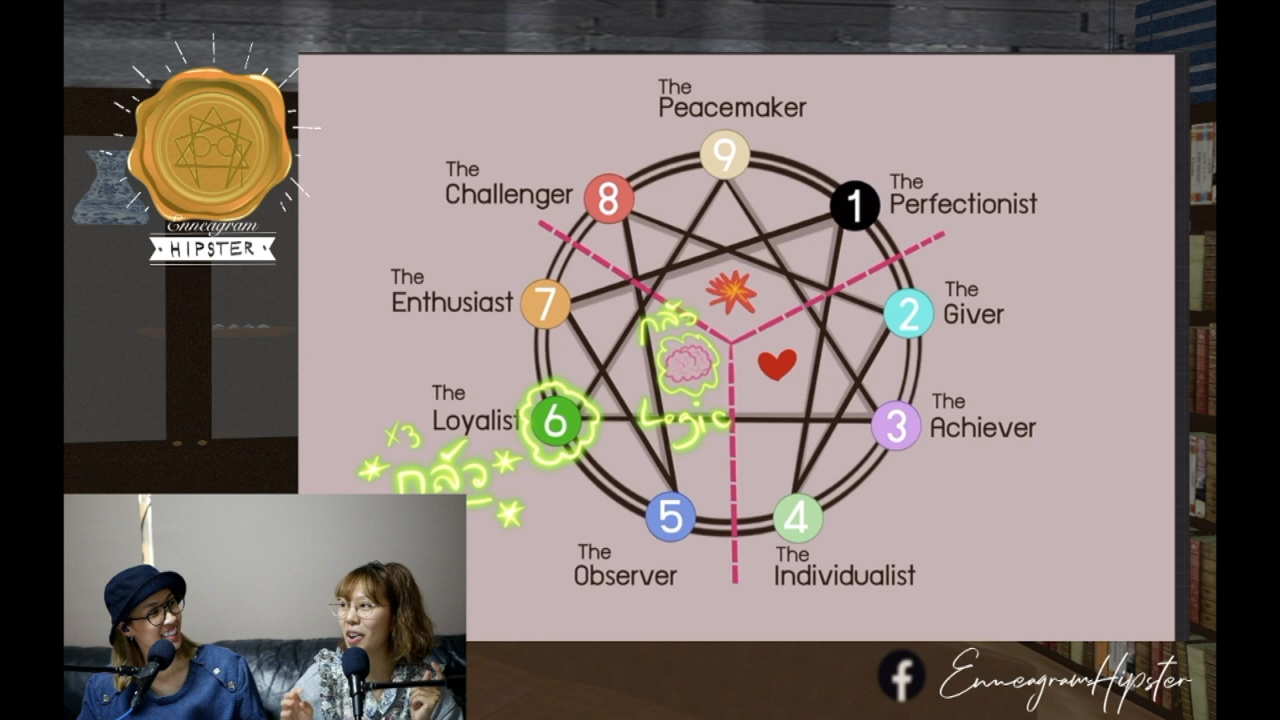 Enneagram
HIPSTER
The
Peacemaker
9
The
Challenger
8
1
The
Perfectionist
The
Enthusiast
7
2
The
Giver
กลัว
The
Loyalist
6
Logic
3
The
Achiever
x3
กลัว
5
4
The
Observer
The
Individualist
f
EnneagramHipster